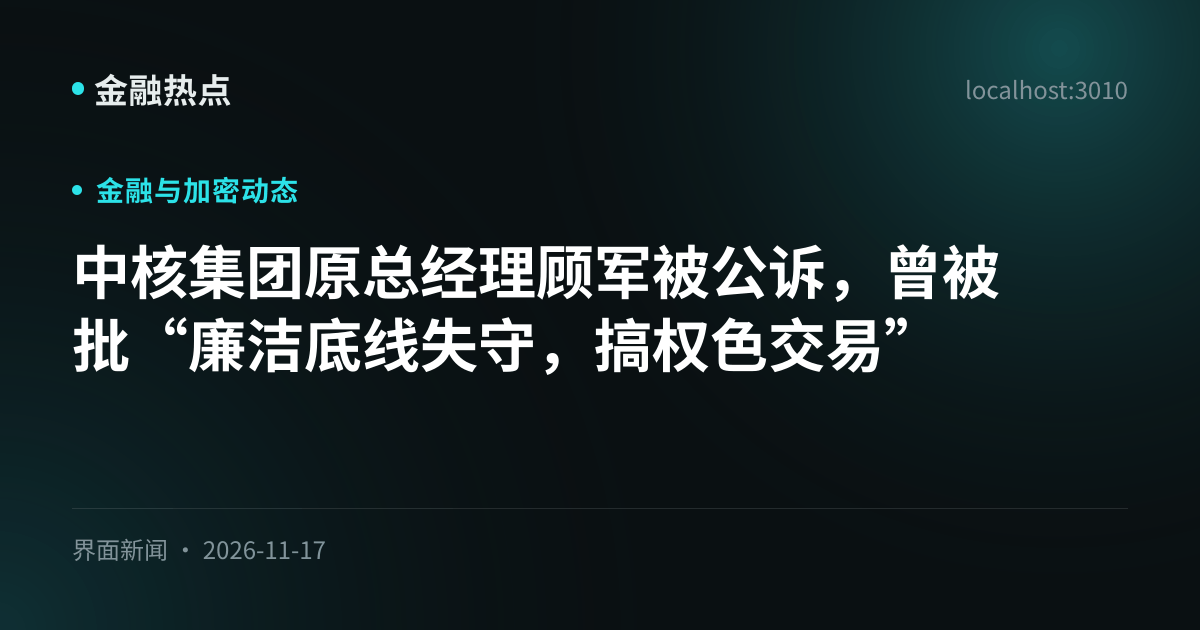 金融热点
localhost:3010
金融与加密动态
中核集团原总经理顾军被公诉，曾被
批“廉洁底线失守，搞权色交易”
界面新闻 · 2026-11-17